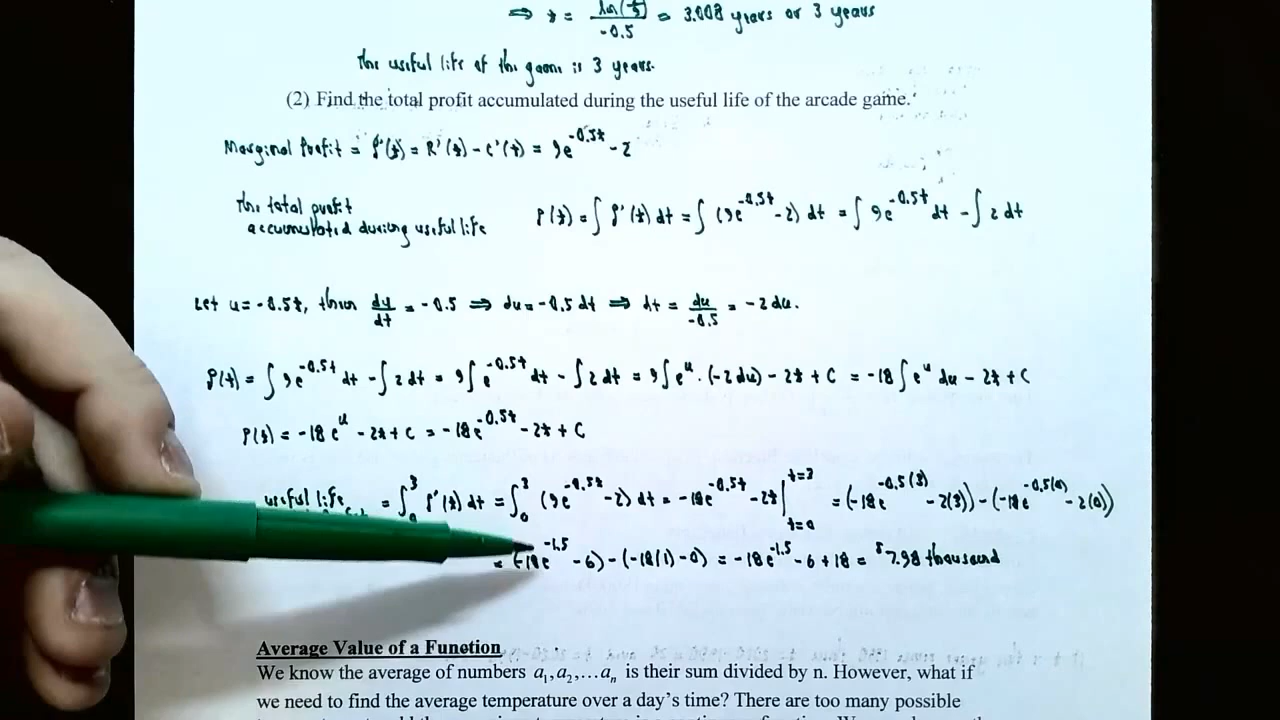 ⇒ t = ln(2/9)/-0.5 = 3.008 years or 3 years
The useful life of the game is 3 years.
(2) Find the total profit accumulated during the useful life of the arcade game.
Marginal Profit = P'(t) = R'(t) - C'(t) = 9e^{-0.5t} - 2
The total profit
accumulated during useful life
P(t) = ∫ P'(t) dt = ∫ (9e^{-0.5t} - 2) dt = ∫ 9e^{-0.5t} dt - ∫ 2 dt
Let u = -0.5t, then du/dt = -0.5 ⇒ du = -0.5 dt ⇒ dt = du/-0.5 = -2 du.
P(t) = ∫ 9e^{-0.5t} dt - ∫ 2 dt = 9∫ e^{-0.5t} dt - ∫ 2 dt = 9∫ e^u · (-2 du) - 2t + C = -18∫ e^u du - 2t + C
P(t) = -18e^u - 2t + C = -18e^{-0.5t} - 2t + C
useful life = ∫_0^3 P'(t) dt = ∫_0^3 (9e^{-0.5t} - 2) dt = -18e^{-0.5t} - 2t |_{t=0}^{t=3} = (-18e^{-0.5(3)} - 2(3)) - (-18e^{-0.5(0)} - 2(0))
= (-18e^{-1.5} - 6) - (-18(1) - 0) = -18e^{-1.5} - 6 + 18 = $7.98 thousand
Average Value of a Function
We know the average of numbers a₁,a₂,…aₙ is their sum divided by n. However, what if
we need to find the average temperature over a day's time? There are too many possible